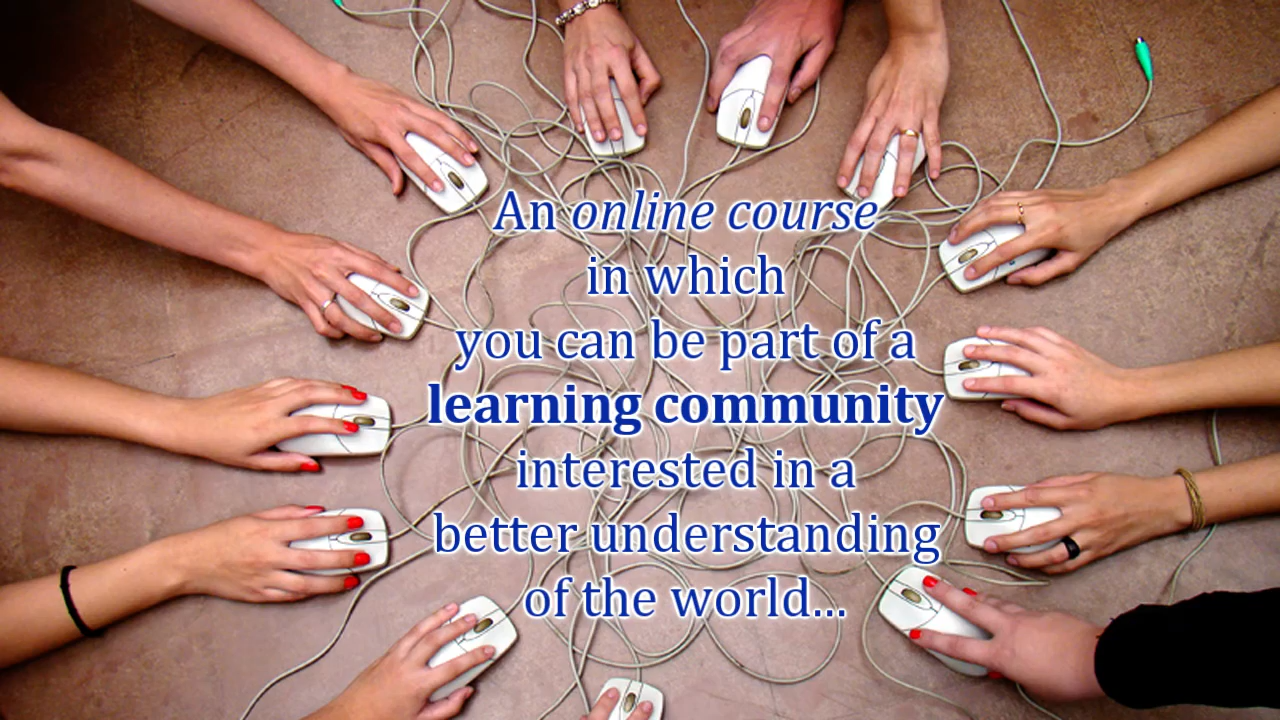 An online course
in which
you can be part of a
learning community
interested in a
better understanding
of the world...